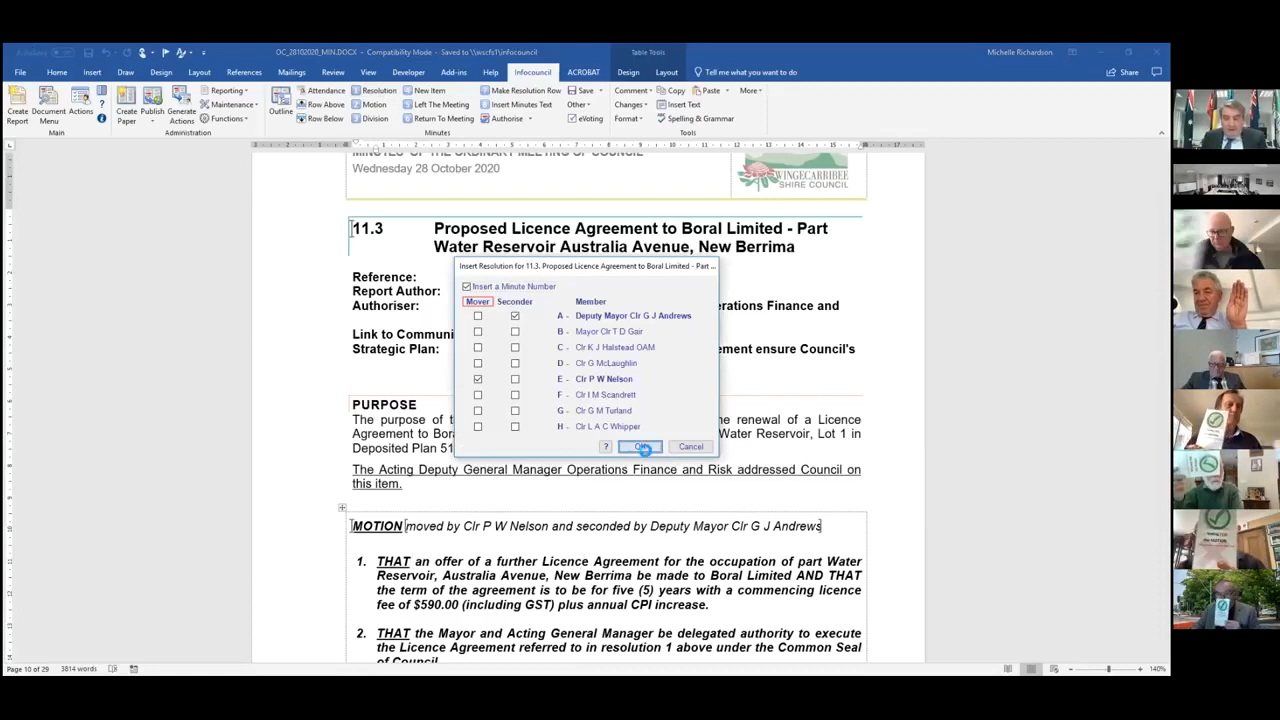 OC_28102020_MIN.DOCX - Compatibility Mode - Saved to \\wscfs1\infocouncil
Table Tools
Michelle Richardson
File Home Insert Draw Design Layout References Mailings Review View Developer Add-ins Help Infocouncil ACROBAT Design Layout Tell me what you want to do Share
Create Report
Document Menu
Actions
Main
Create Paper
Publish
Generate Actions
Reporting
Maintenance
Functions
Administration
Outline
Attendance
Row Above
Row Below
Resolution
Motion
Division
New Item
Left The Meeting
Return To Meeting
Make Resolution Row
Insert Minutes Text
Authorise
Minutes
Save
Other
eVoting
Comment
Changes
Format
Copy
Paste
Insert Text
Spelling & Grammar
More
Tools
MINUTES OF THE ORDINARY MEETING OF COUNCIL
Wednesday 28 October 2020
WINGECARRIBEE
SHIRE COUNCIL
11.3 Proposed Licence Agreement to Boral Limited - Part
Water Reservoir Australia Avenue, New Berrima
Reference:
Report Author:
Authoriser: erations Finance and
Link to Communi
Strategic Plan: ement ensure Council's
Insert Resolution for 11.3. Proposed Licence Agreement to Boral Limited - Part ...
Insert a Minute Number
Mover Seconder Member
A - Deputy Mayor Clr G J Andrews
B - Mayor Clr T D Gair
C - Clr K J Halstead OAM
D - Clr G McLaughlin
E - Clr P W Nelson
F - Clr I M Scandrett
G - Clr G M Turland
H - Clr L A C Whipper
? Cancel
PURPOSE
The purpose of t he renewal of a Licence
Agreement to Bora Water Reservoir, Lot 1 in
Deposited Plan 51
The Acting Deputy General Manager Operations Finance and Risk addressed Council on
this item.
MOTION moved by Clr P W Nelson and seconded by Deputy Mayor Clr G J Andrews
1. THAT an offer of a further Licence Agreement for the occupation of part Water
Reservoir, Australia Avenue, New Berrima be made to Boral Limited AND THAT
the term of the agreement is to be for five (5) years with a commencing licence
fee of $590.00 (including GST) plus annual CPI increase.
2. THAT the Mayor and Acting General Manager be delegated authority to execute
the Licence Agreement referred to in resolution 1 above under the Common Seal
of Council
Page 10 of 29 3814 words 140%